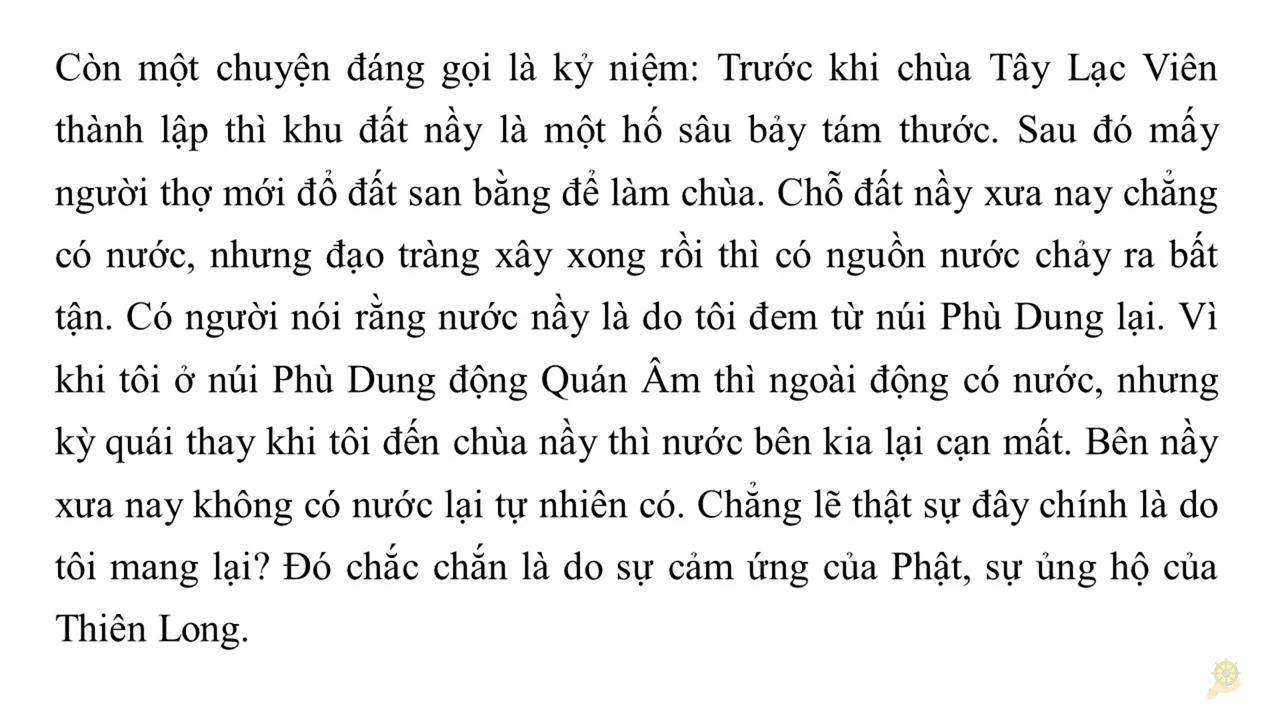 Còn một chuyện đáng gọi là kỷ niệm: Trước khi chùa Tây Lạc Viên
thành lập thì khu đất nầy là một hố sâu bảy tám thước. Sau đó mấy
người thợ mới đổ đất san bằng để làm chùa. Chỗ đất nầy xưa nay chẳng
có nước, nhưng đạo tràng xây xong rồi thì có nguồn nước chảy ra bất
tận. Có người nói rằng nước nầy là do tôi đem từ núi Phù Dung lại. Vì
khi tôi ở núi Phù Dung động Quán Âm thì ngoài động có nước, nhưng
kỳ quái thay khi tôi đến chùa nầy thì nước bên kia lại cạn mất. Bên nầy
xưa nay không có nước lại tự nhiên có. Chẳng lẽ thật sự đây chính là do
tôi mang lại? Đó chắc chắn là do sự cảm ứng của Phật, sự ủng hộ của
Thiên Long.